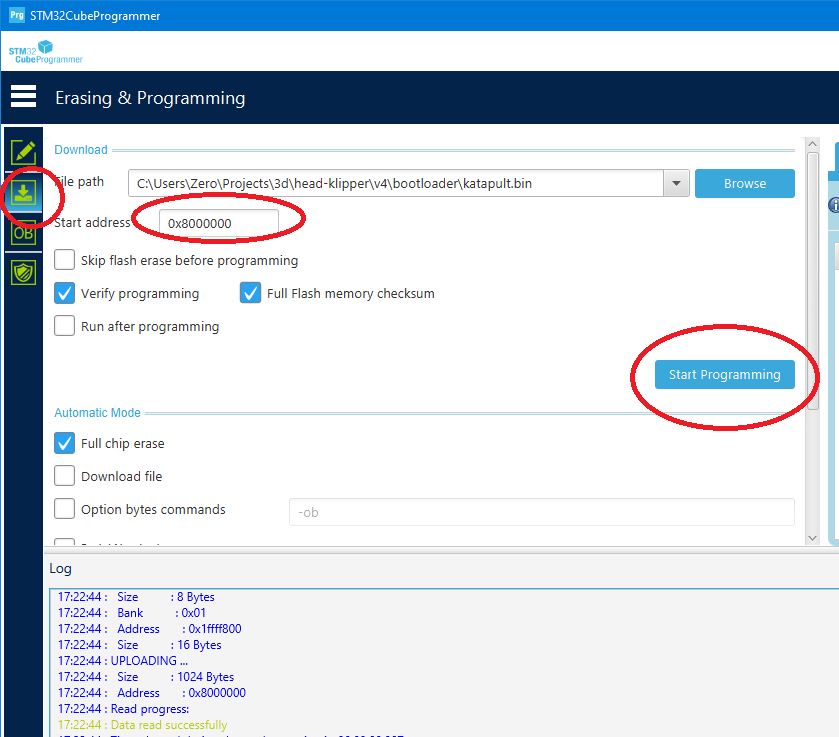 Prg STM32CubeProgrammer
STM32
CubeProgrammer
Erasing & Programming
Download
File path C:\Users\Zero\Projects\3d\head-klipper\v4\bootloader\katapult.bin Browse
Start address 0x8000000
OB
Skip flash erase before programming
Verify programming Full Flash memory checksum
Run after programming
Start Programming
Automatic Mode
Full chip erase
Download file
Option bytes commands -ob
Log
17:22:44 : Size : 8 Bytes
17:22:44 : Bank : 0x01
17:22:44 : Address : 0x1ffff800
17:22:44 : Size : 16 Bytes
17:22:44 : UPLOADING ...
17:22:44 : Size : 1024 Bytes
17:22:44 : Address : 0x8000000
17:22:44 : Read progress:
17:22:44 : Data read successfully